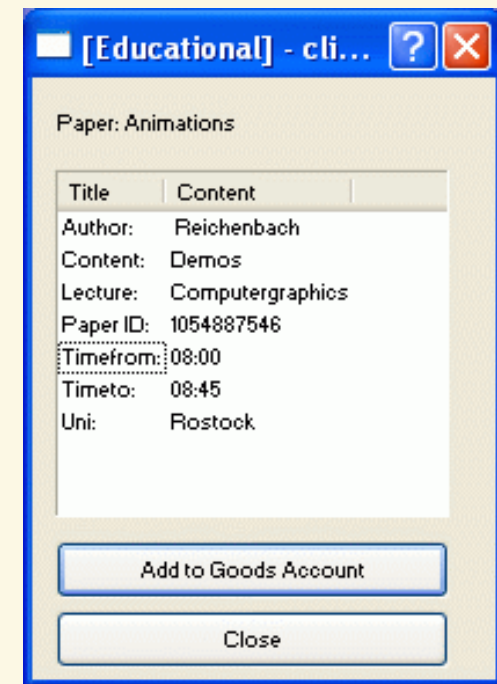 [Educational] - cli...
Paper: Animations
Title Content
Author: Reichenbach
Content: Demos
Lecture: Computergraphics
Paper ID: 1054887546
Timefrom: 08:00
Timeto: 08:45
Uni: Rostock
Add to Goods Account
Close